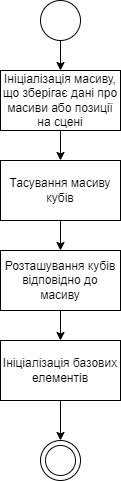 Ініціалізація масиву,
що зберігає дані про
масиви або позиції
на сцені
Тасування масиву
кубів
Розташування кубів
відповідно до
масиву
Ініціалізація базових
елементів